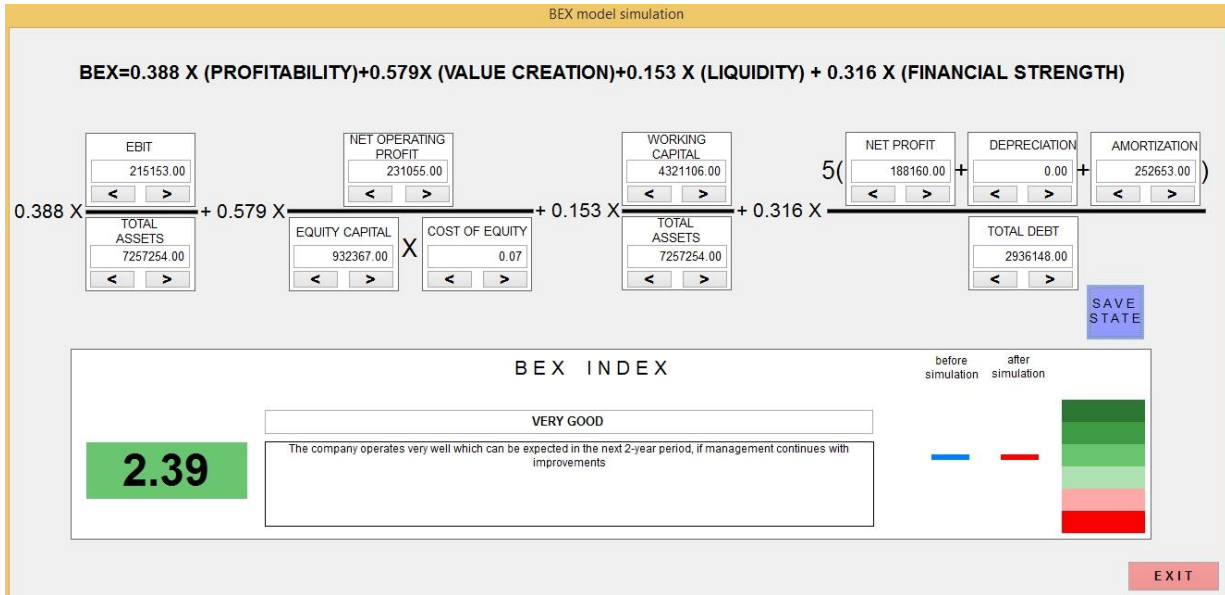 BEX model simulation
BEX=0.388 X (PROFITABILITY)+0.579X (VALUE CREATION)+0.153 X (LIQUIDITY) + 0.316 X (FINANCIAL STRENGTH)
0.388 X
EBIT
215153.00
< >
TOTAL
ASSETS
7257254.00
< >
+ 0.579 X
NET OPERATING
PROFIT
231055.00
< >
EQUITY CAPITAL
932367.00
< >
X
COST OF EQUITY
0.07
< >
+ 0.153 X
WORKING
CAPITAL
4321106.00
< >
TOTAL
ASSETS
7257254.00
< >
+ 0.316 X
5(
NET PROFIT
188160.00
< >
+
DEPRECIATION
0.00
< >
+
AMORTIZATION
252653.00
< >
)
TOTAL DEBT
2936148.00
< >
SAVE
STATE
BEX INDEX
before
simulation
after
simulation
2.39
VERY GOOD
The company operates very well which can be expected in the next 2-year period, if management continues with
improvements
EXIT